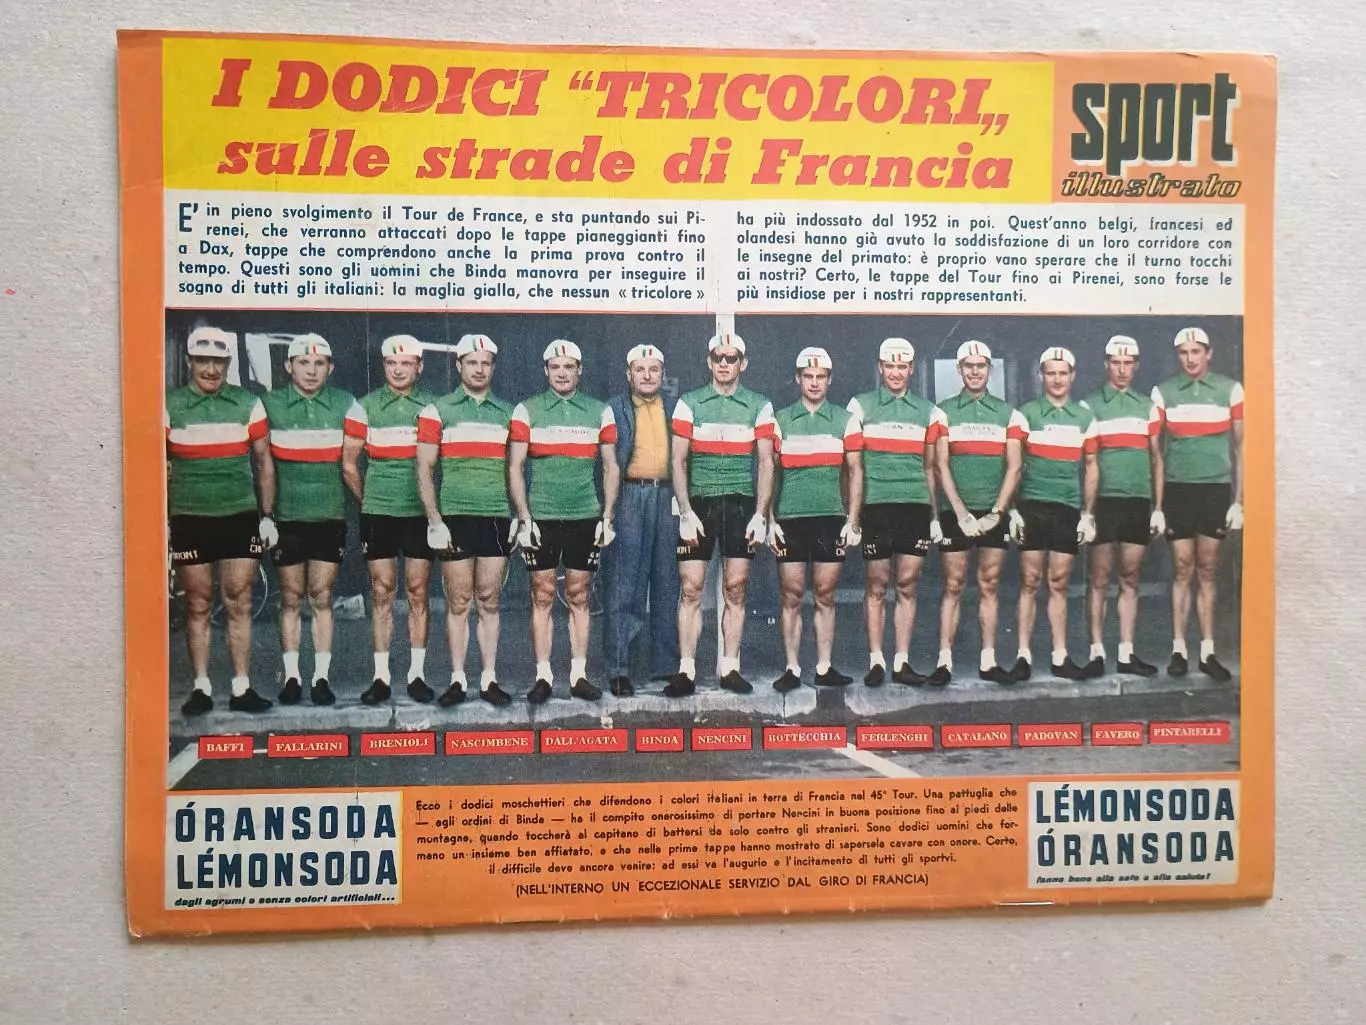 I DODICI "TRICOLORI„
sulle strade di Francia
sport
illustrato
E' in pieno svolgimento il Tour de France, e sta puntando sui Pi-
renei, che verranno attaccati dopo le tappe pianeggianti fino
a Dax, tappe che comprendono anche la prima prova contro il
tempo. Questi sono gli uomini che Binda manovra per inseguire il
sogno di tutti gli italiani: la maglia gialla, che nessun « tricolore »
ha più indossato dal 1952 in poi. Quest'anno belgi, francesi ed
olandesi hanno già avuto la soddisfazione di un loro corridore con
le insegne del primato: è proprio vano sperare che il turno tocchi
ai nostri? Certo, le tappe del Tour fino ai Pirenei, sono forse le
più insidiose per i nostri rappresentanti.
BAFFI
FALLARINI
BRENIOLI
NASCIMBENE
DALL'AGATA
BINDA
NENCINI
BOTTECCHIA
FERLENGHI
CATALANO
PADOVAN
FAVERO
PINTARELLI
ÓRANSODA
LÉMONSODA
dagli agrumi e senza colori artificiali...
Ecco i dodici moschettieri che difendono i colori italiani in terra di Francia nel 45° Tour. Una pattuglia che
— agli ordini di Binda — ha il compito onerosissimo di portare Nencini in buona posizione fino ai piedi delle
montagne, quando toccherà al capitano di battersi da solo contro gli stranieri. Sono dodici uomini che for-
mano un insieme ben affiatato, e che nelle prime tappe hanno mostrato di sapersela cavare con onore. Certo,
il difficile deve ancora venire: ad essi va l'augurio e l'incitamento di tutti gli sportvi.
(NELL'INTERNO UN ECCEZIONALE SERVIZIO DAL GIRO DI FRANCIA)
LÉMONSODA
ÓRANSODA
fanno bene alla sete e alla salute!